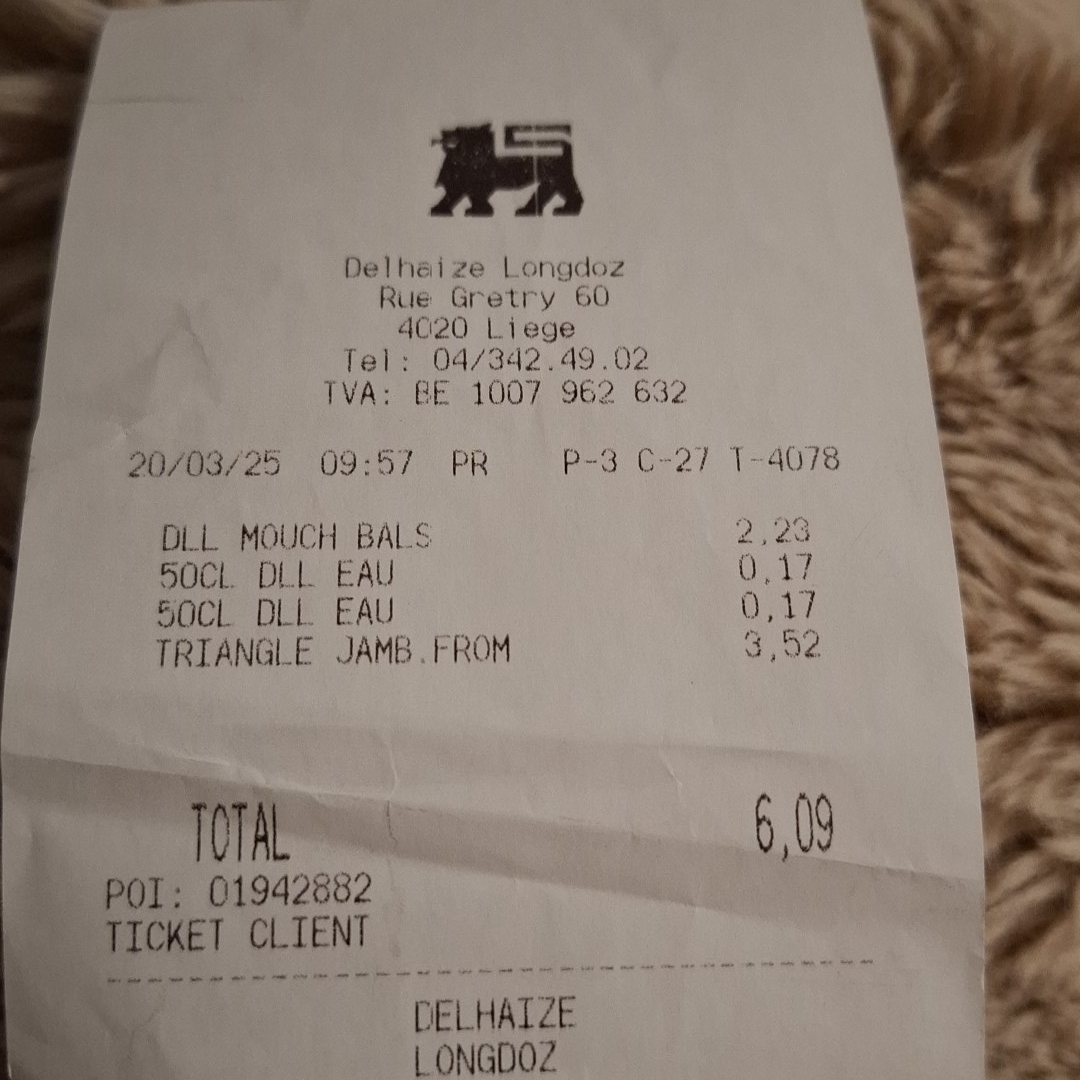 Delhaize Longdoz
Rue Gretry 60
4020 Liege
Tel: 04/342.49.02
TVA: BE 1007 962 632
20/03/25 09:57 PR P-3 C-27 T-4078
DLL MOUCH BALS 2,23
50CL DLL EAU 0,17
50CL DLL EAU 0,17
TRIANGLE JAMB.FROM 3,52
TOTAL 6,09
POI: 01942882
TICKET CLIENT
DELHAIZE
LONGDOZ